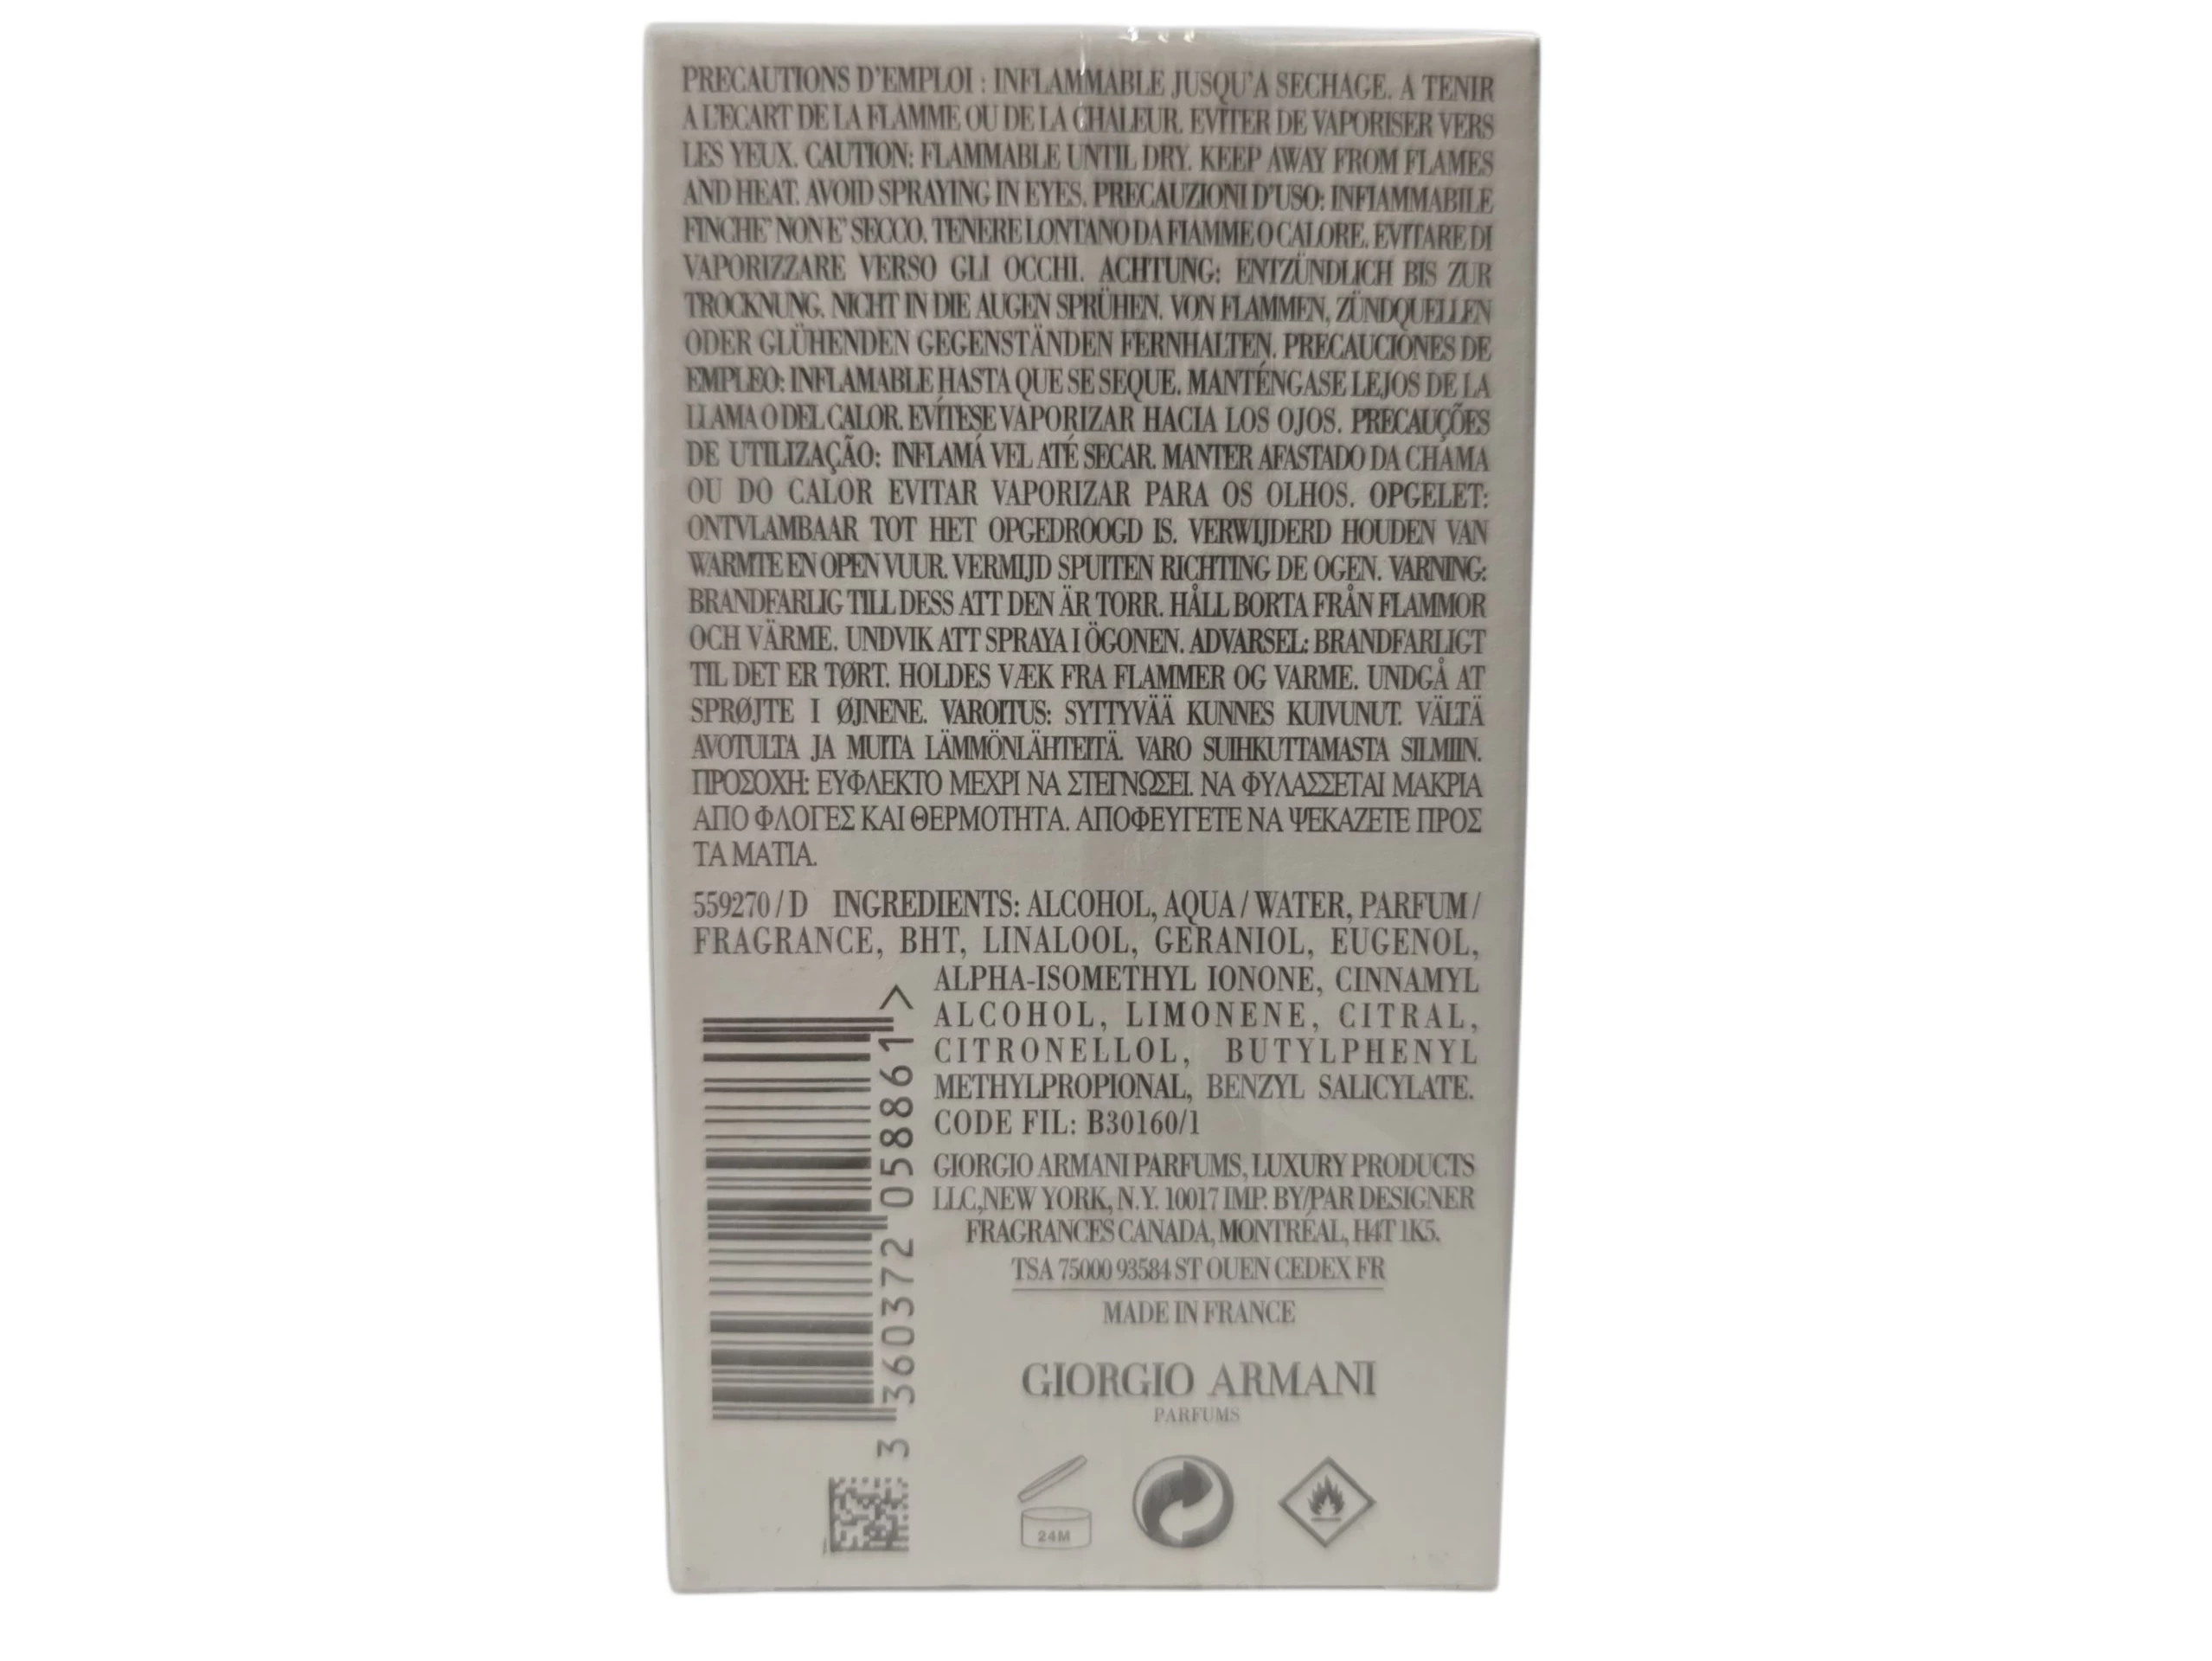 PRECAUTIONS D'EMPLOI : INFLAMMABLE JUSQU'A SECHAGE. A TENIR
A L'ECART DE LA FLAMME OU DE LA CHALEUR. EVITER DE VAPORISER VERS
LES YEUX. CAUTION: FLAMMABLE UNTIL DRY. KEEP AWAY FROM FLAMES
AND HEAT. AVOID SPRAYING IN EYES. PRECAUZIONI D'USO: INFIAMMABILE
FINCHE' NON E' SECCO. TENERE LONTANO DA FIAMME O CALORE. EVITARE DI
VAPORIZZARE VERSO GLI OCCHI. ACHTUNG: ENTZÜNDLICH BIS ZUR
TROCKNUNG. NICHT IN DIE AUGEN SPRÜHEN. VON FLAMMEN, ZÜNDQUELLEN
ODER GLÜHENDEN GEGENSTÄNDEN FERNHALTEN. PRECAUCIONES DE
EMPLEO: INFLAMABLE HASTA QUE SE SEQUE. MANTÉNGASE LEJOS DE LA
LLAMA O DEL CALOR. EVÍTESE VAPORIZAR HACIA LOS OJOS. PRECAUÇÕES
DE UTILIZAÇÃO: INFLAMÁ VEL ATÉ SECAR. MANTER AFASTADO DA CHAMA
OU DO CALOR EVITAR VAPORIZAR PARA OS OLHOS. OPGELET:
ONTVLAMBAAR TOT HET OPGEDROOGD IS. VERWIJDERD HOUDEN VAN
WARMTE EN OPEN VUUR. VERMIJD SPUITEN RICHTING DE OGEN. VARNING:
BRANDFARLIG TILL DESS ATT DEN ÄR TORR. HÅLL BORTA FRÅN FLAMMOR
OCH VÄRME. UNDVIK ATT SPRAYA I ÖGONEN. ADVARSEL: BRANDFARLIGT
TIL DET ER TØRT. HOLDES VÆK FRA FLAMMER OG VARME. UNDGÅ AT
SPRØJTE I ØJNENE. VAROITUS: SYTTYVÄÄ KUNNES KUIVUNUT. VÄLTÄ
AVOTULTA JA MUITA LÄMMÖNLÄHTEITÄ. VARO SUIHKUTTAMASTA SILMIIN.
ΠΡΟΣΟΧΗ: ΕΥΦΛΕΚΤΟ ΜΕΧΡΙ ΝΑ ΣΤΕΓΝΩΣΕΙ. ΝΑ ΦΥΛΑΣΣΕΤΑΙ ΜΑΚΡΙΑ
ΑΠΟ ΦΛΟΓΕΣ ΚΑΙ ΘΕΡΜΟΤΗΤΑ. ΑΠΟΦΕΥΓΕΤΕ ΝΑ ΨΕΚΑΖΕΤΕ ΠΡΟΣ
ΤΑ ΜΑΤΙΑ.
559270 / D INGREDIENTS: ALCOHOL, AQUA / WATER, PARFUM /
FRAGRANCE, BHT, LINALOOL, GERANIOL, EUGENOL,
ALPHA-ISOMETHYL IONONE, CINNAMYL
ALCOHOL, LIMONENE, CITRAL,
CITRONELLOL, BUTYLPHENYL
METHYLPROPIONAL, BENZYL SALICYLATE.
CODE FIL: B30160/1
GIORGIO ARMANI PARFUMS, LUXURY PRODUCTS
LLC,NEW YORK, N.Y. 10017 IMP. BY/PAR DESIGNER
FRAGRANCES CANADA, MONTRÉAL, H4T 1K5.
TSA 75000 93584 ST OUEN CEDEX FR
MADE IN FRANCE
GIORGIO ARMANI
PARFUMS
24M
3 360372 058861 >